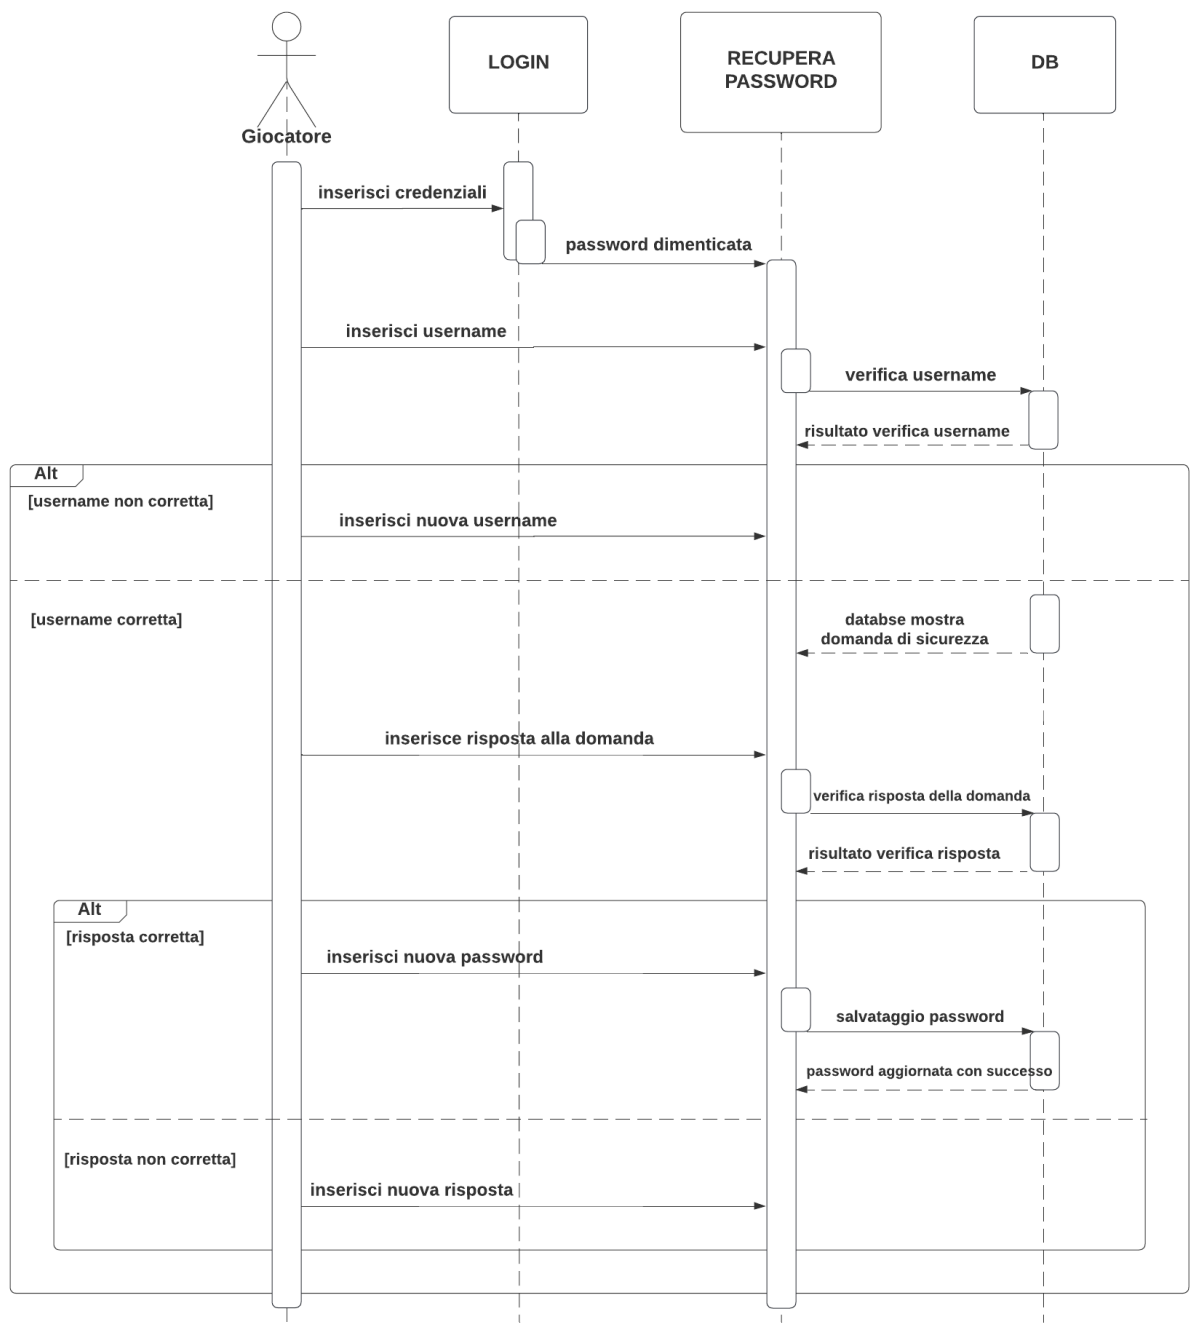 LOGIN
RECUPERA
PASSWORD
DB
Giocatore
inserisci credenziali
password dimenticata
inserisci username
verifica username
risultato verifica username
Alt
[username non corretta]
inserisci nuova username
[username corretta]
databse mostra
domanda di sicurezza
inserisce risposta alla domanda
verifica risposta della domanda
risultato verifica risposta
Alt
[risposta corretta]
inserisci nuova password
salvataggio password
password aggiornata con successo
[risposta non corretta]
inserisci nuova risposta